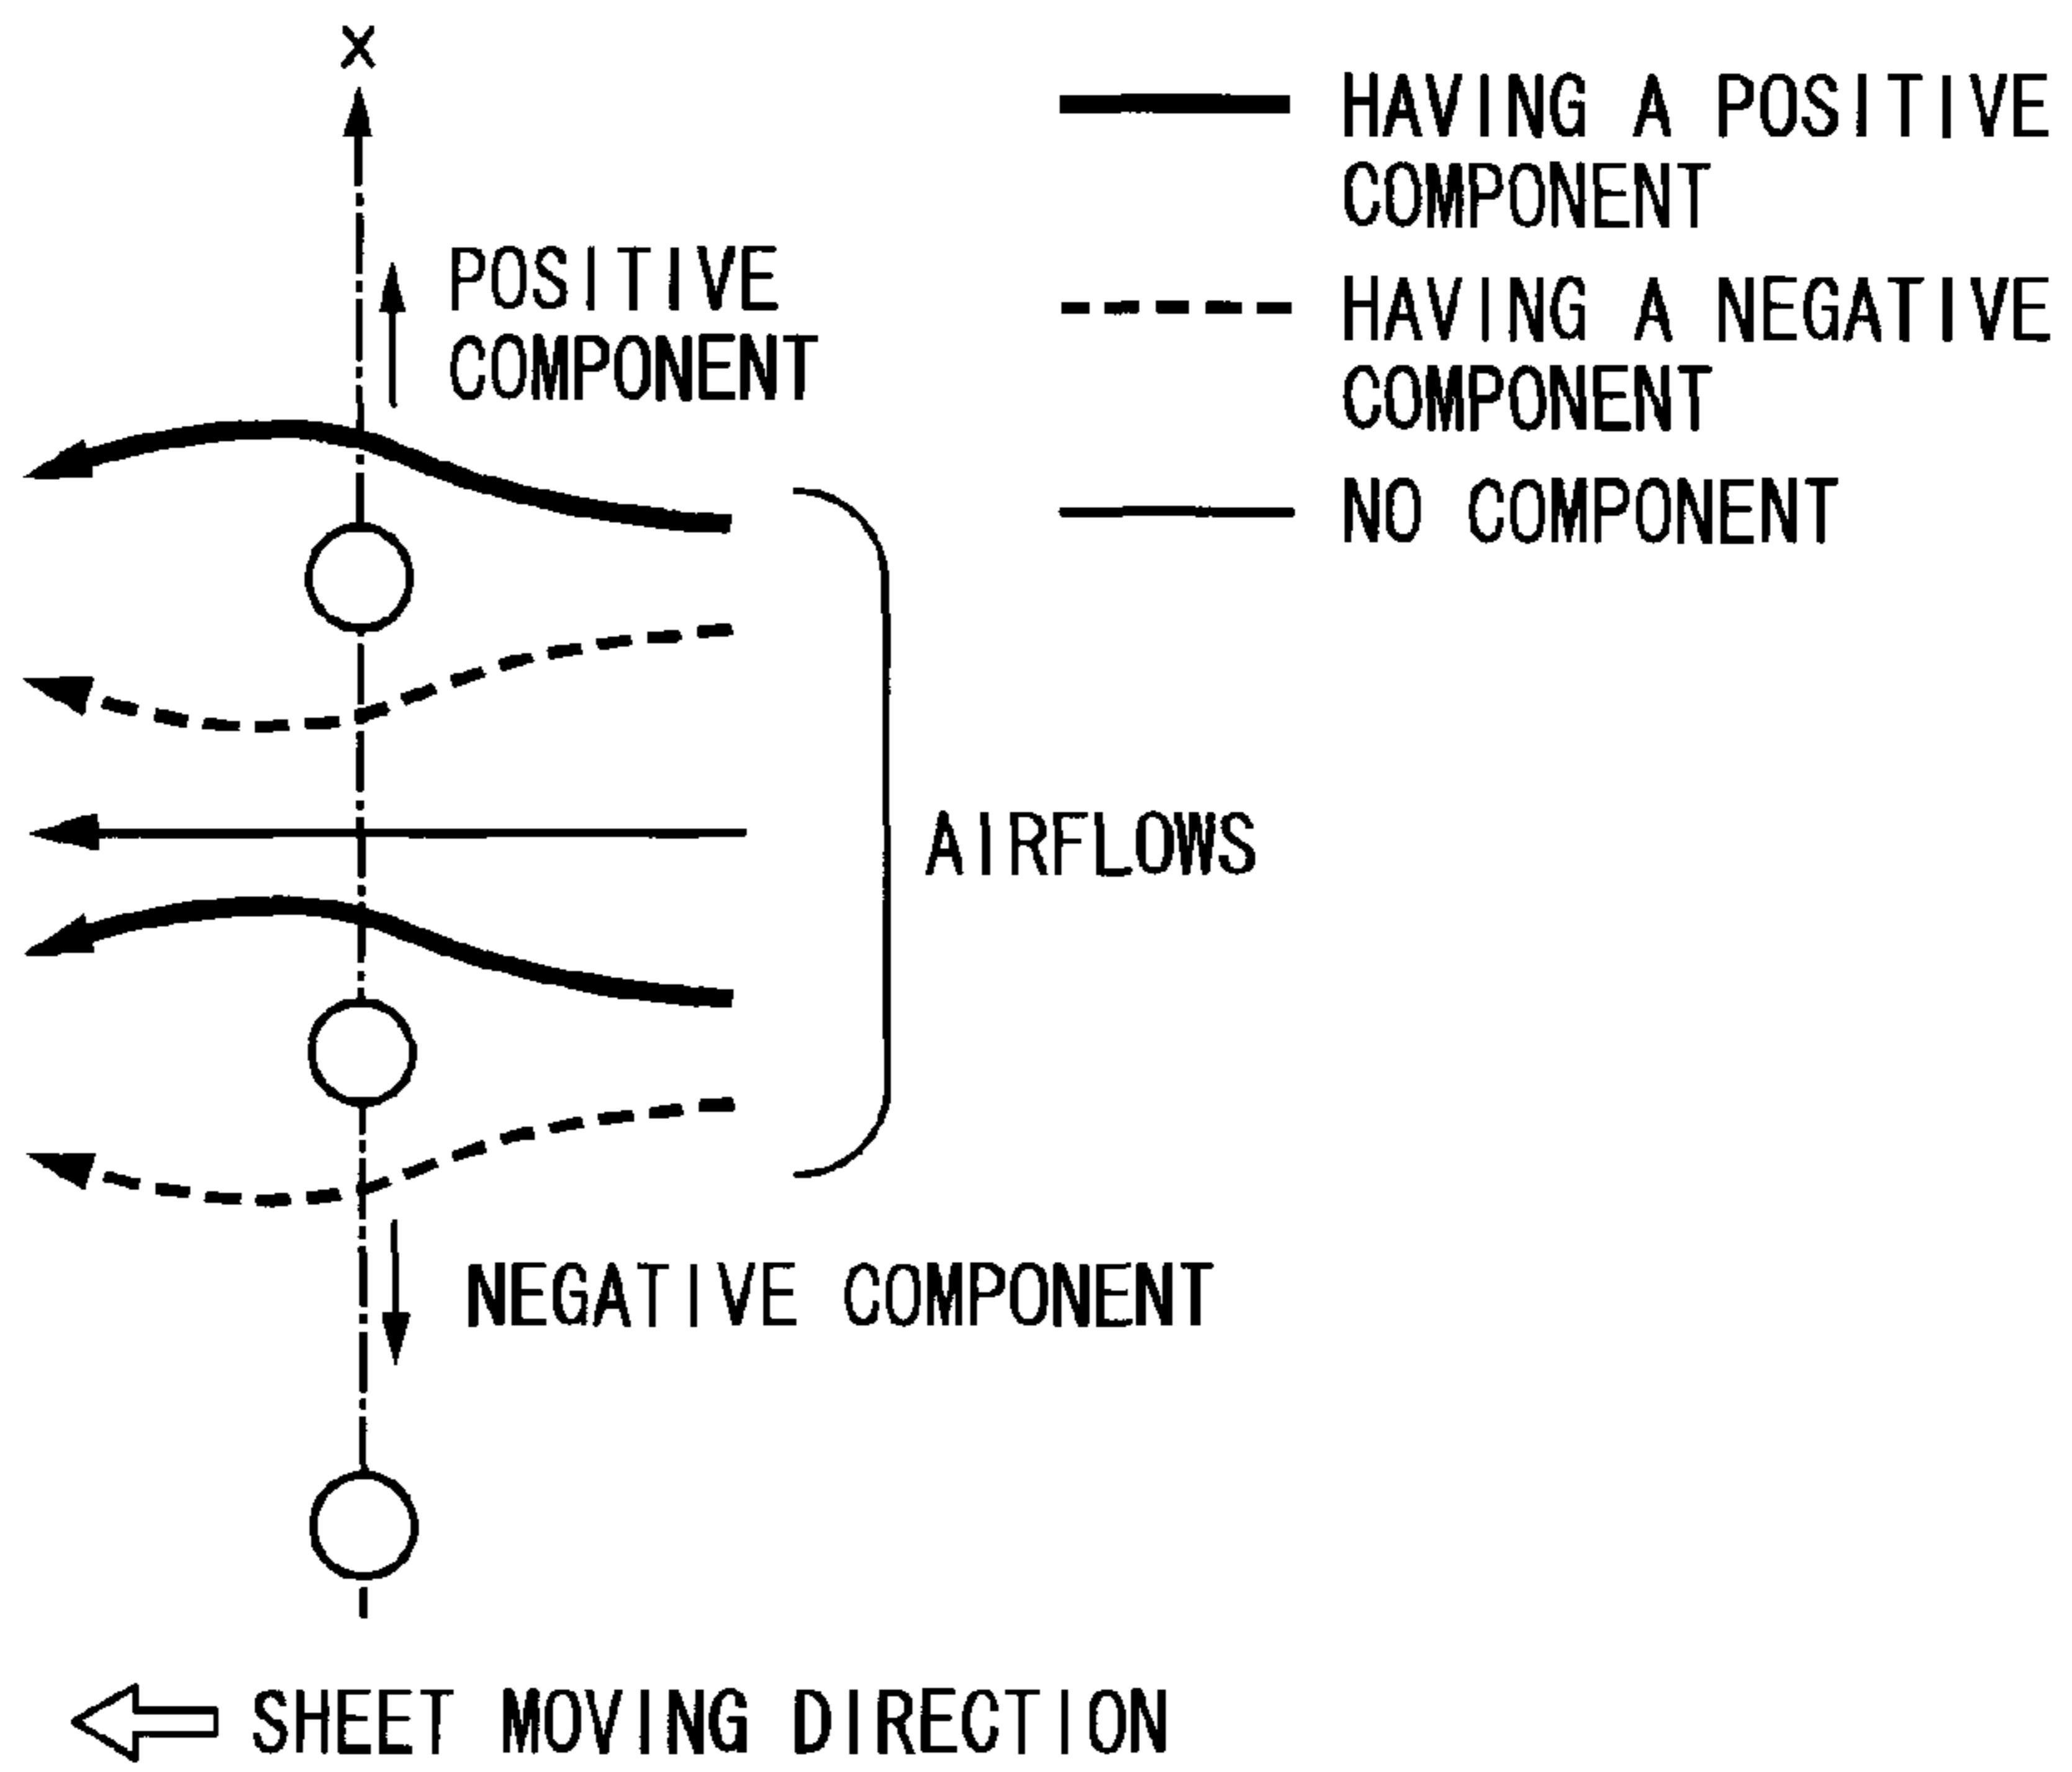 X
HAVING A POSITIVE
COMPONENT
POSITIVE
COMPONENT
HAVING A NEGATIVE
COMPONENT
NO COMPONENT
AIRFLOWS
NEGATIVE COMPONENT
SHEET MOVING DIRECTION